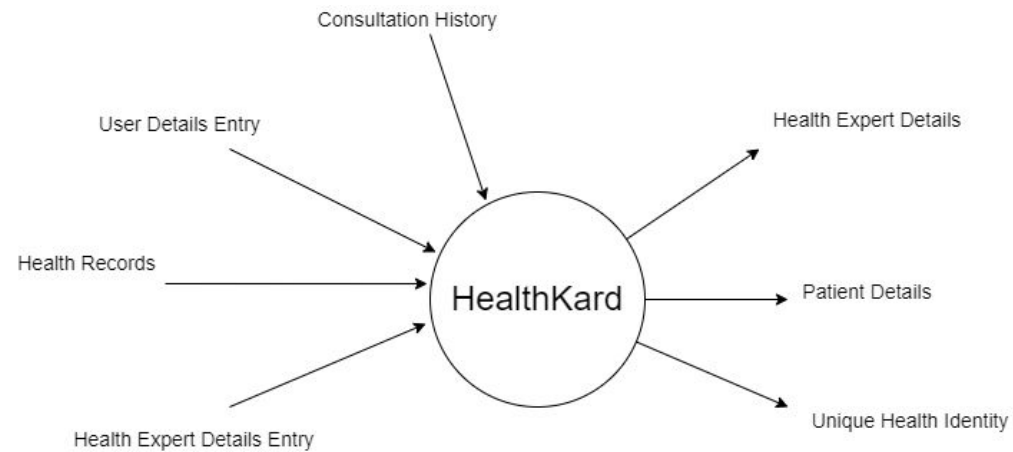 Consultation History
User Details Entry
Health Expert Details
Health Records
HealthKard
Patient Details
Unique Health Identity
Health Expert Details Entry